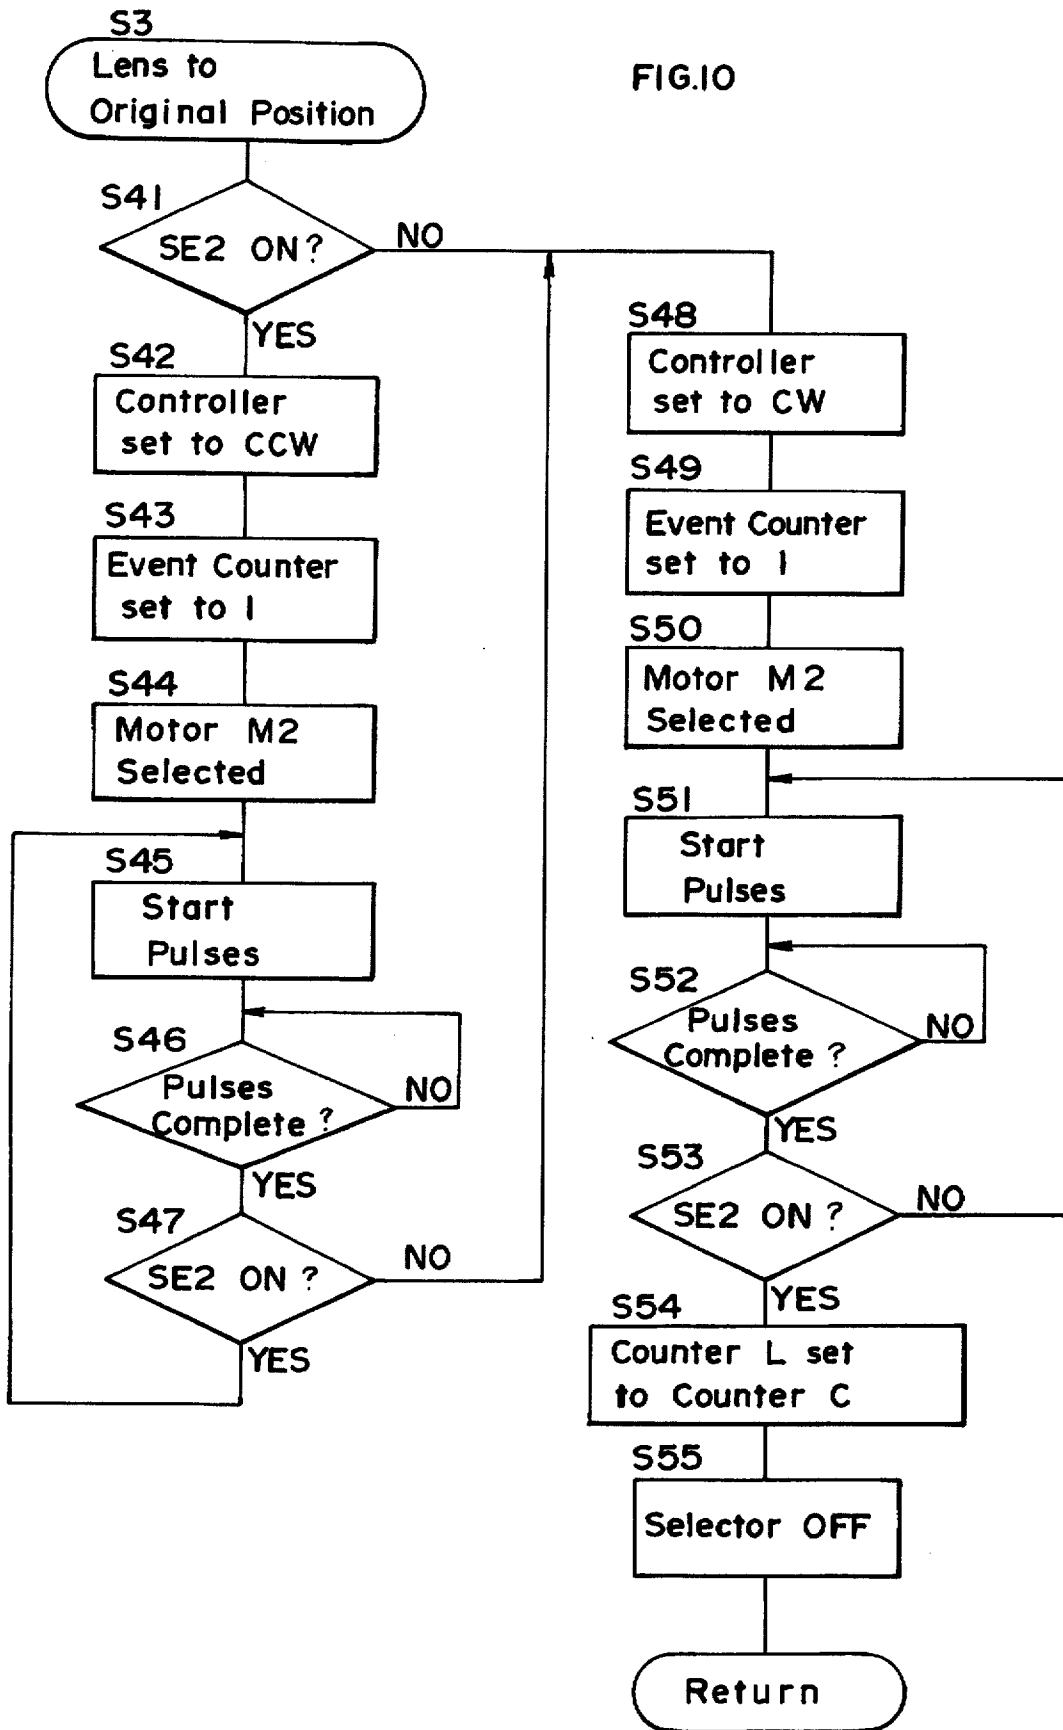 S3
Lens to
Original Position
FIG.10
S41
SE2 ON?
NO
YES
S42
Controller
set to CCW
S43
Event Counter
set to 1
S44
Motor M2
Selected
S45
Start
Pulses
S46
Pulses
Complete ?
NO
YES
S47
SE2 ON ?
NO
YES
S48
Controller
set to CW
S49
Event Counter
set to 1
S50
Motor M2
Selected
S51
Start
Pulses
S52
Pulses
Complete ?
NO
YES
S53
SE2 ON ?
NO
YES
S54
Counter L set
to Counter C
S55
Selector OFF
Return